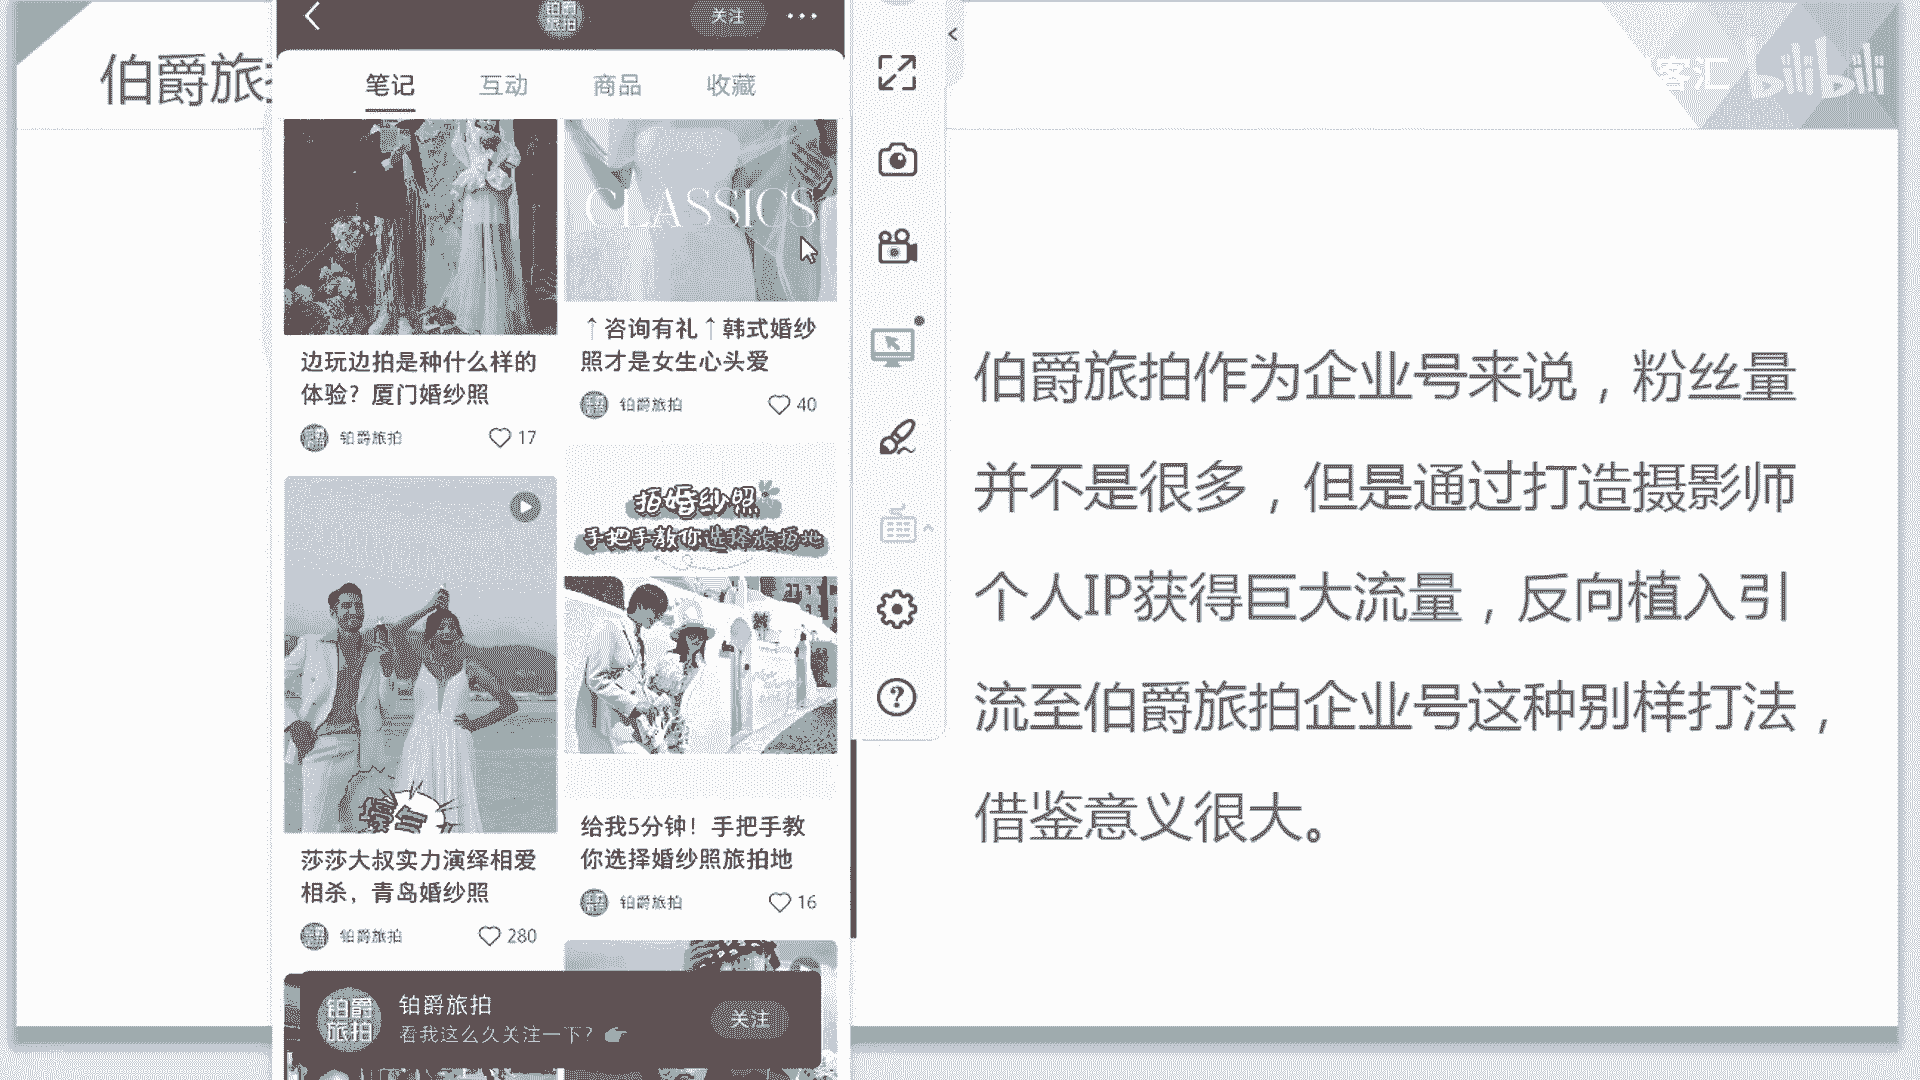 伯爵旅
铂爵
旅拍
关注
笔记
互动
商品
收藏
CLASSICS
边玩边拍是种什么样的
体验？厦门婚纱照
铂爵旅拍
17
↑咨询有礼↑韩式婚纱
照才是女生心头爱
铂爵旅拍
40
莎莎大叔实力演绎相爱
相杀，青岛婚纱照
铂爵旅拍
280
拍婚纱照
手把手教你选择旅拍地
给我5分钟！手把手教
你选择婚纱照旅拍地
铂爵旅拍
16
铂爵
旅拍
铂爵旅拍
看我这么久关注一下？
关注
客汇
bilibili
伯爵旅拍作为企业号来说，粉丝量
并不是很多，但是通过打造摄影师
个人IP获得巨大流量，反向植入引
流至伯爵旅拍企业号这种别样打法，
借鉴意义很大。